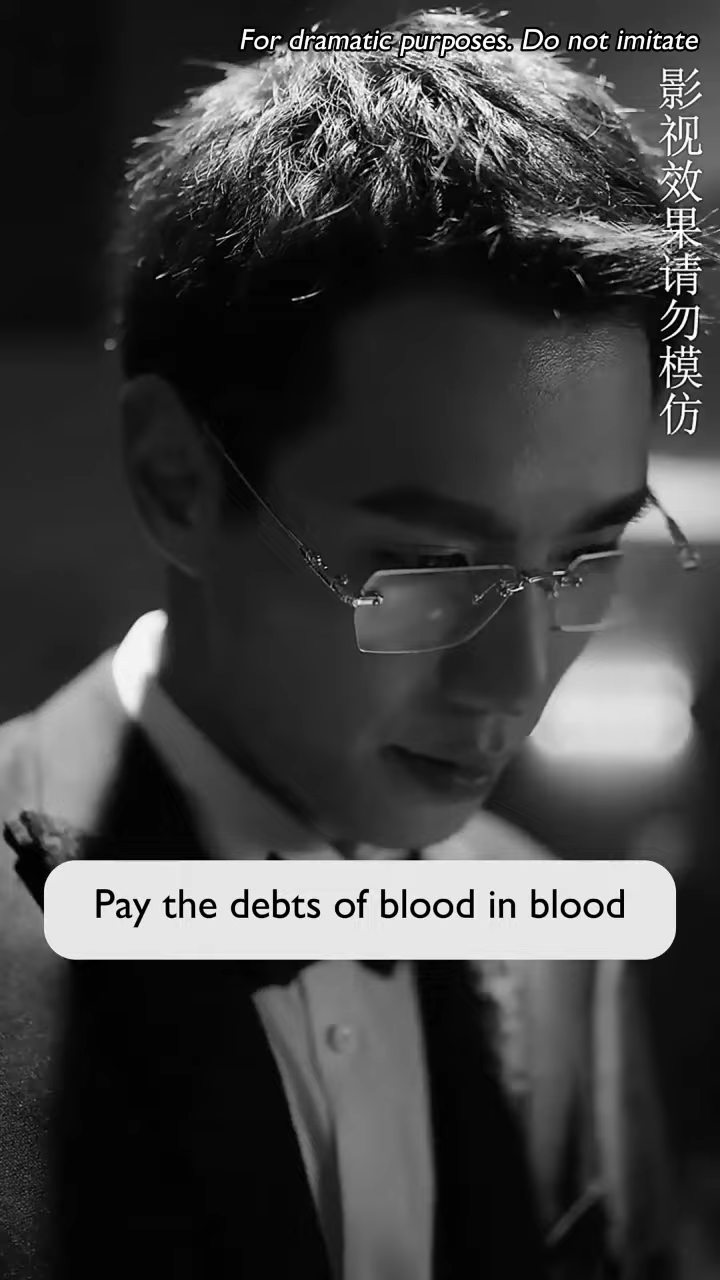 For dramatic purposes. Do not imitate
影视效果请勿模仿
Pay the debts of blood in blood